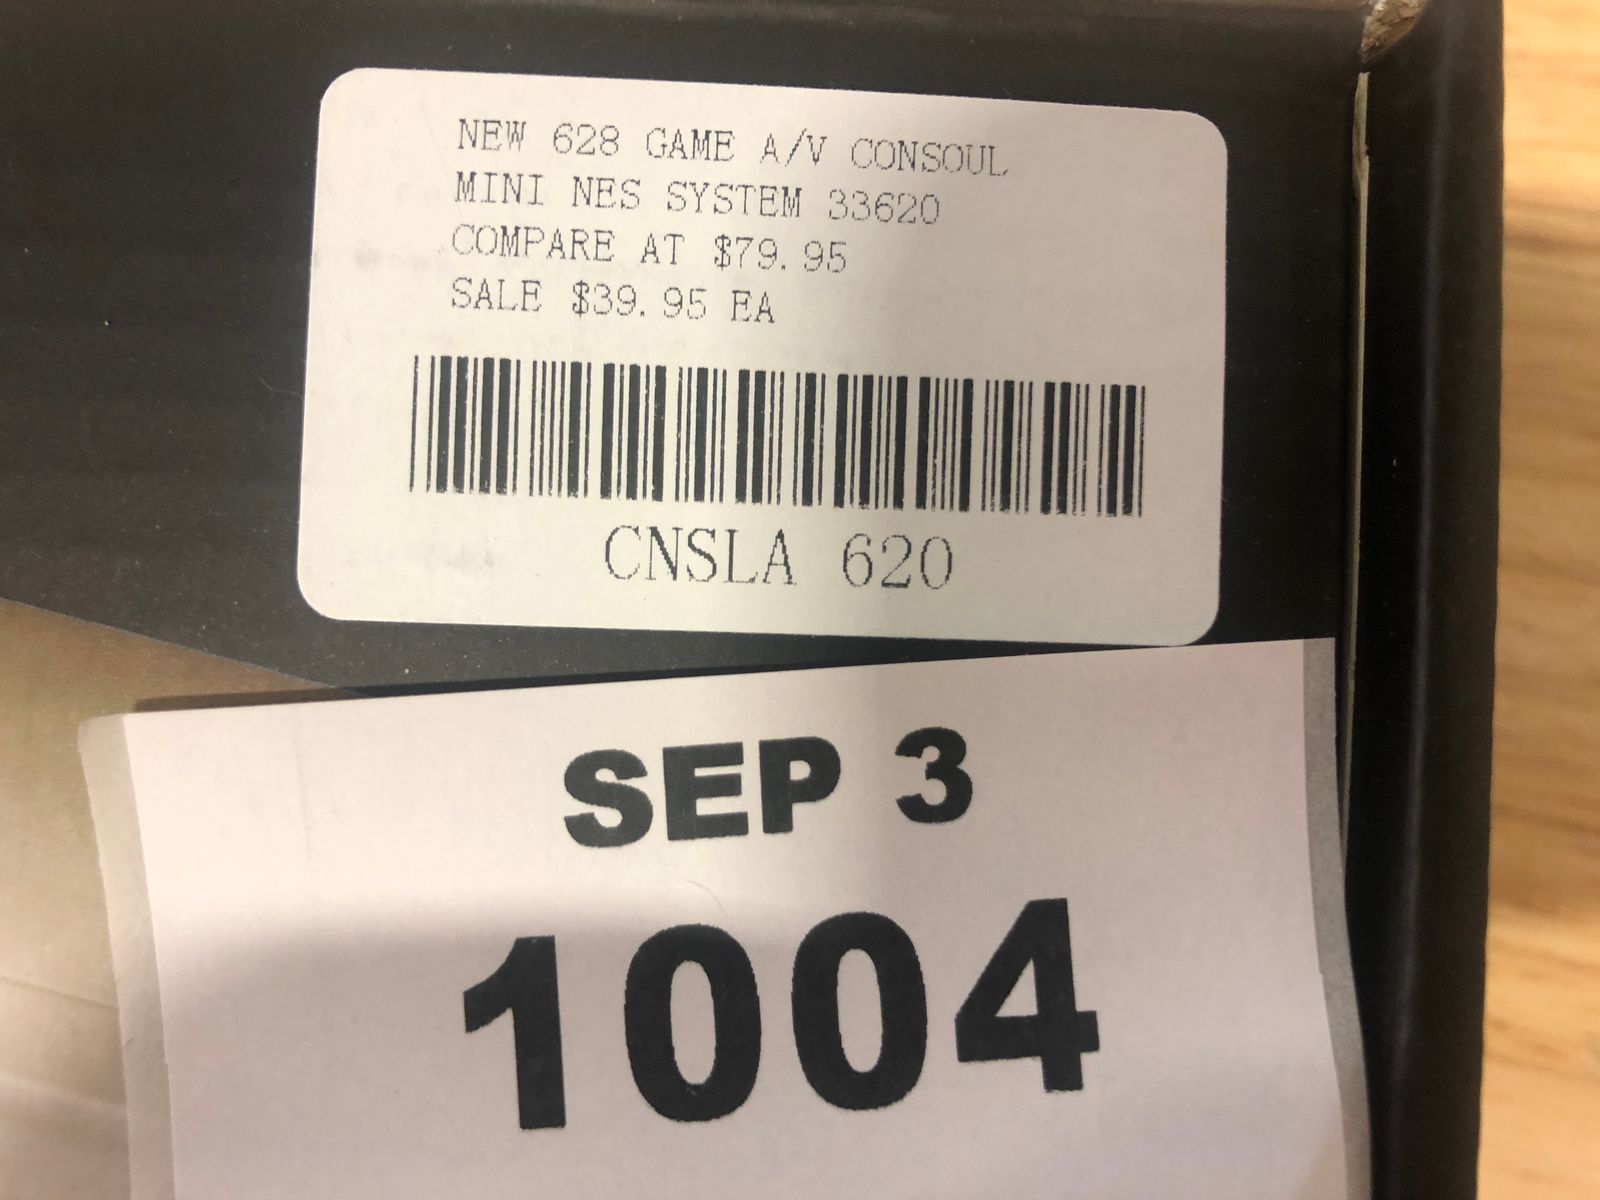 NEW 628 GAME A/V CONSOUL
MINI NES SYSTEM 33620
COMPARE AT $79.95
SALE $39.95 EA
CNSLA 620
SEP 3
1004